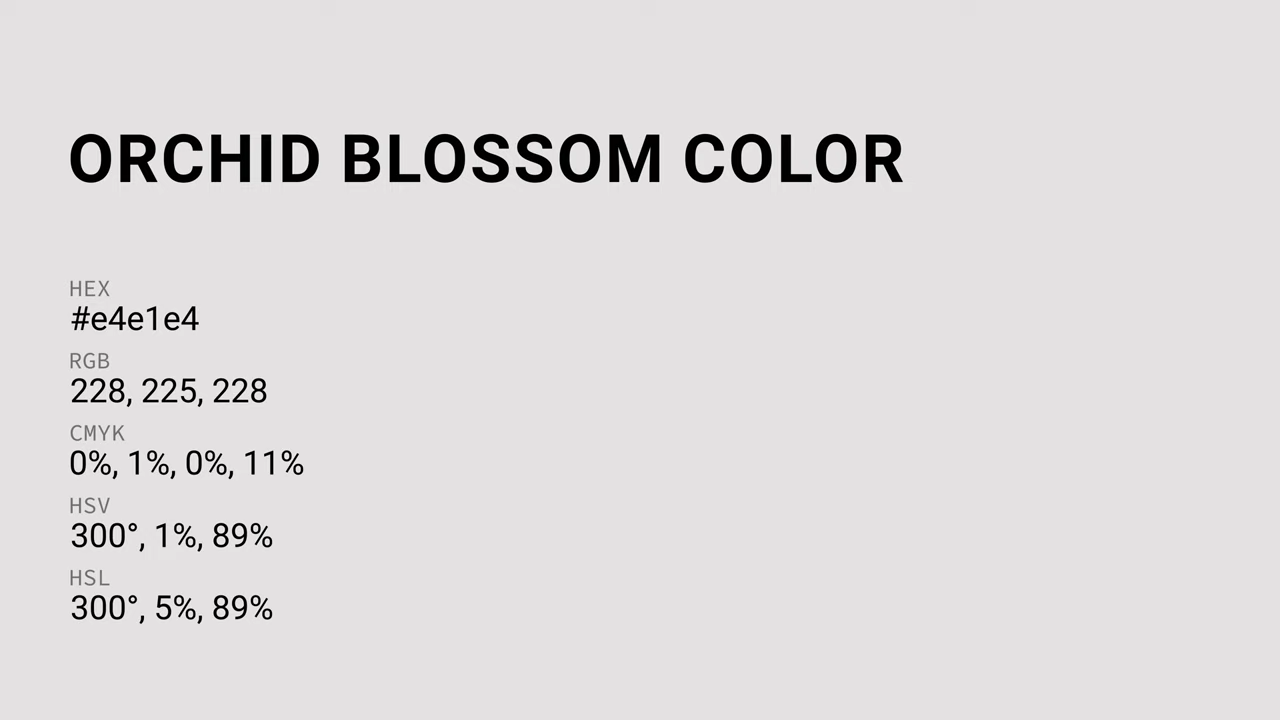 ORCHID BLOSSOM COLOR
HEX
#e4e1e4
RGB
228, 225, 228
CMYK
0%, 1%, 0%, 11%
HSV
300°, 1%, 89%
HSL
300°, 5%, 89%